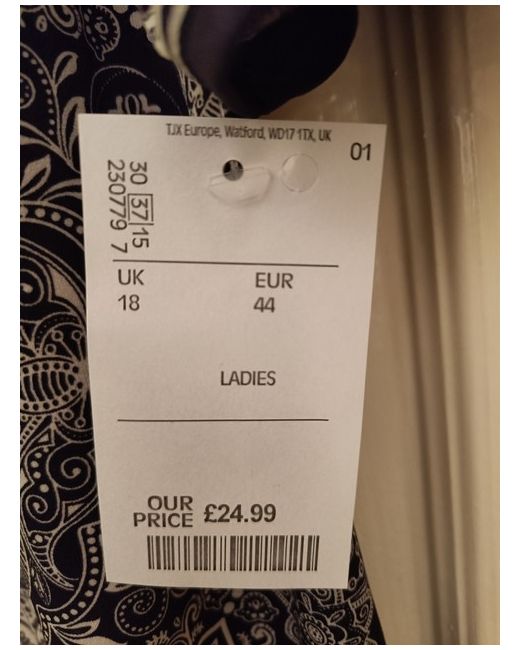 TJX Europe, Watford, WD17 1TX, UK
01
30 37 15
230779 7
UK EUR
18 44
LADIES
OUR
PRICE £24.99